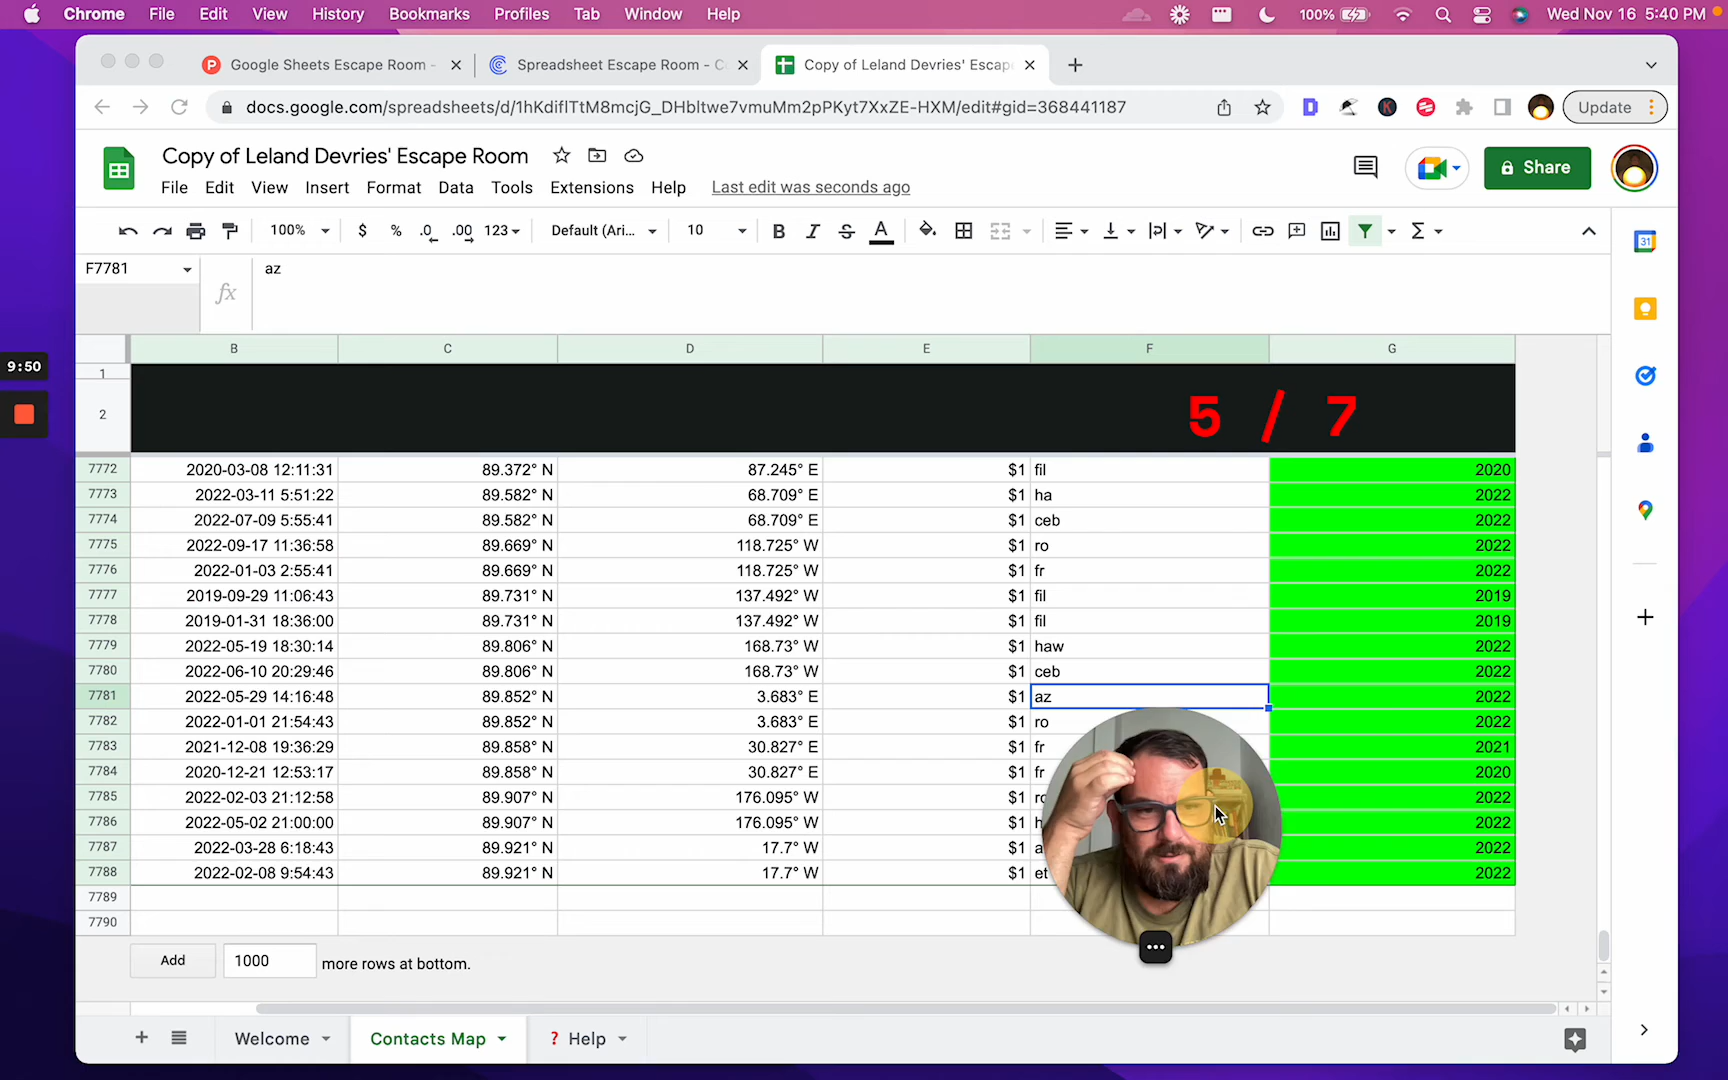 Chrome File Edit View History Bookmarks Profiles Tab Window Help 100% Wed Nov 16 5:40 PM
Google Sheets Escape Room - Spreadsheet Escape Room - C Copy of Leland Devries' Escap
docs.google.com/spreadsheets/d/1hKdiflTtM8mcjG_DHbltwe7vmuMm2pPKyt7XxZE-HXM/edit#gid=368441187 Update
Copy of Leland Devries' Escape Room
Share
File Edit View Insert Format Data Tools Extensions Help Last edit was seconds ago
100% $ % .0 .00 123 Default (Ari... 10 B I S A Σ
F7781 az
fx
9:50
B C D E F G
1
2 5 / 7
7772 2020-03-08 12:11:31 89.372° N 87.245° E $1 fil 2020
7773 2022-03-11 5:51:22 89.582° N 68.709° E $1 ha 2022
7774 2022-07-09 5:55:41 89.582° N 68.709° E $1 ceb 2022
7775 2022-09-17 11:36:58 89.669° N 118.725° W $1 ro 2022
7776 2022-01-03 2:55:41 89.669° N 118.725° W $1 fr 2022
7777 2019-09-29 11:06:43 89.731° N 137.492° W $1 fil 2019
7778 2019-01-31 18:36:00 89.731° N 137.492° W $1 fil 2019
7779 2022-05-19 18:30:14 89.806° N 168.73° W $1 haw 2022
7780 2022-06-10 20:29:46 89.806° N 168.73° W $1 ceb 2022
7781 2022-05-29 14:16:48 89.852° N 3.683° E $1 az 2022
7782 2022-01-01 21:54:43 89.852° N 3.683° E $1 ro 2022
7783 2021-12-08 19:36:29 89.858° N 30.827° E $1 fr 2021
7784 2020-12-21 12:53:17 89.858° N 30.827° E $1 fr 2020
7785 2022-02-03 21:12:58 89.907° N 176.095° W $1 2022
7786 2022-05-02 21:00:00 89.907° N 176.095° W $1 2022
7787 2022-03-28 6:18:43 89.921° N 17.7° W $1 2022
7788 2022-02-08 9:54:43 89.921° N 17.7° W $1 et 2022
7789
7790
Add 1000 more rows at bottom.
+ Welcome Contacts Map ? Help